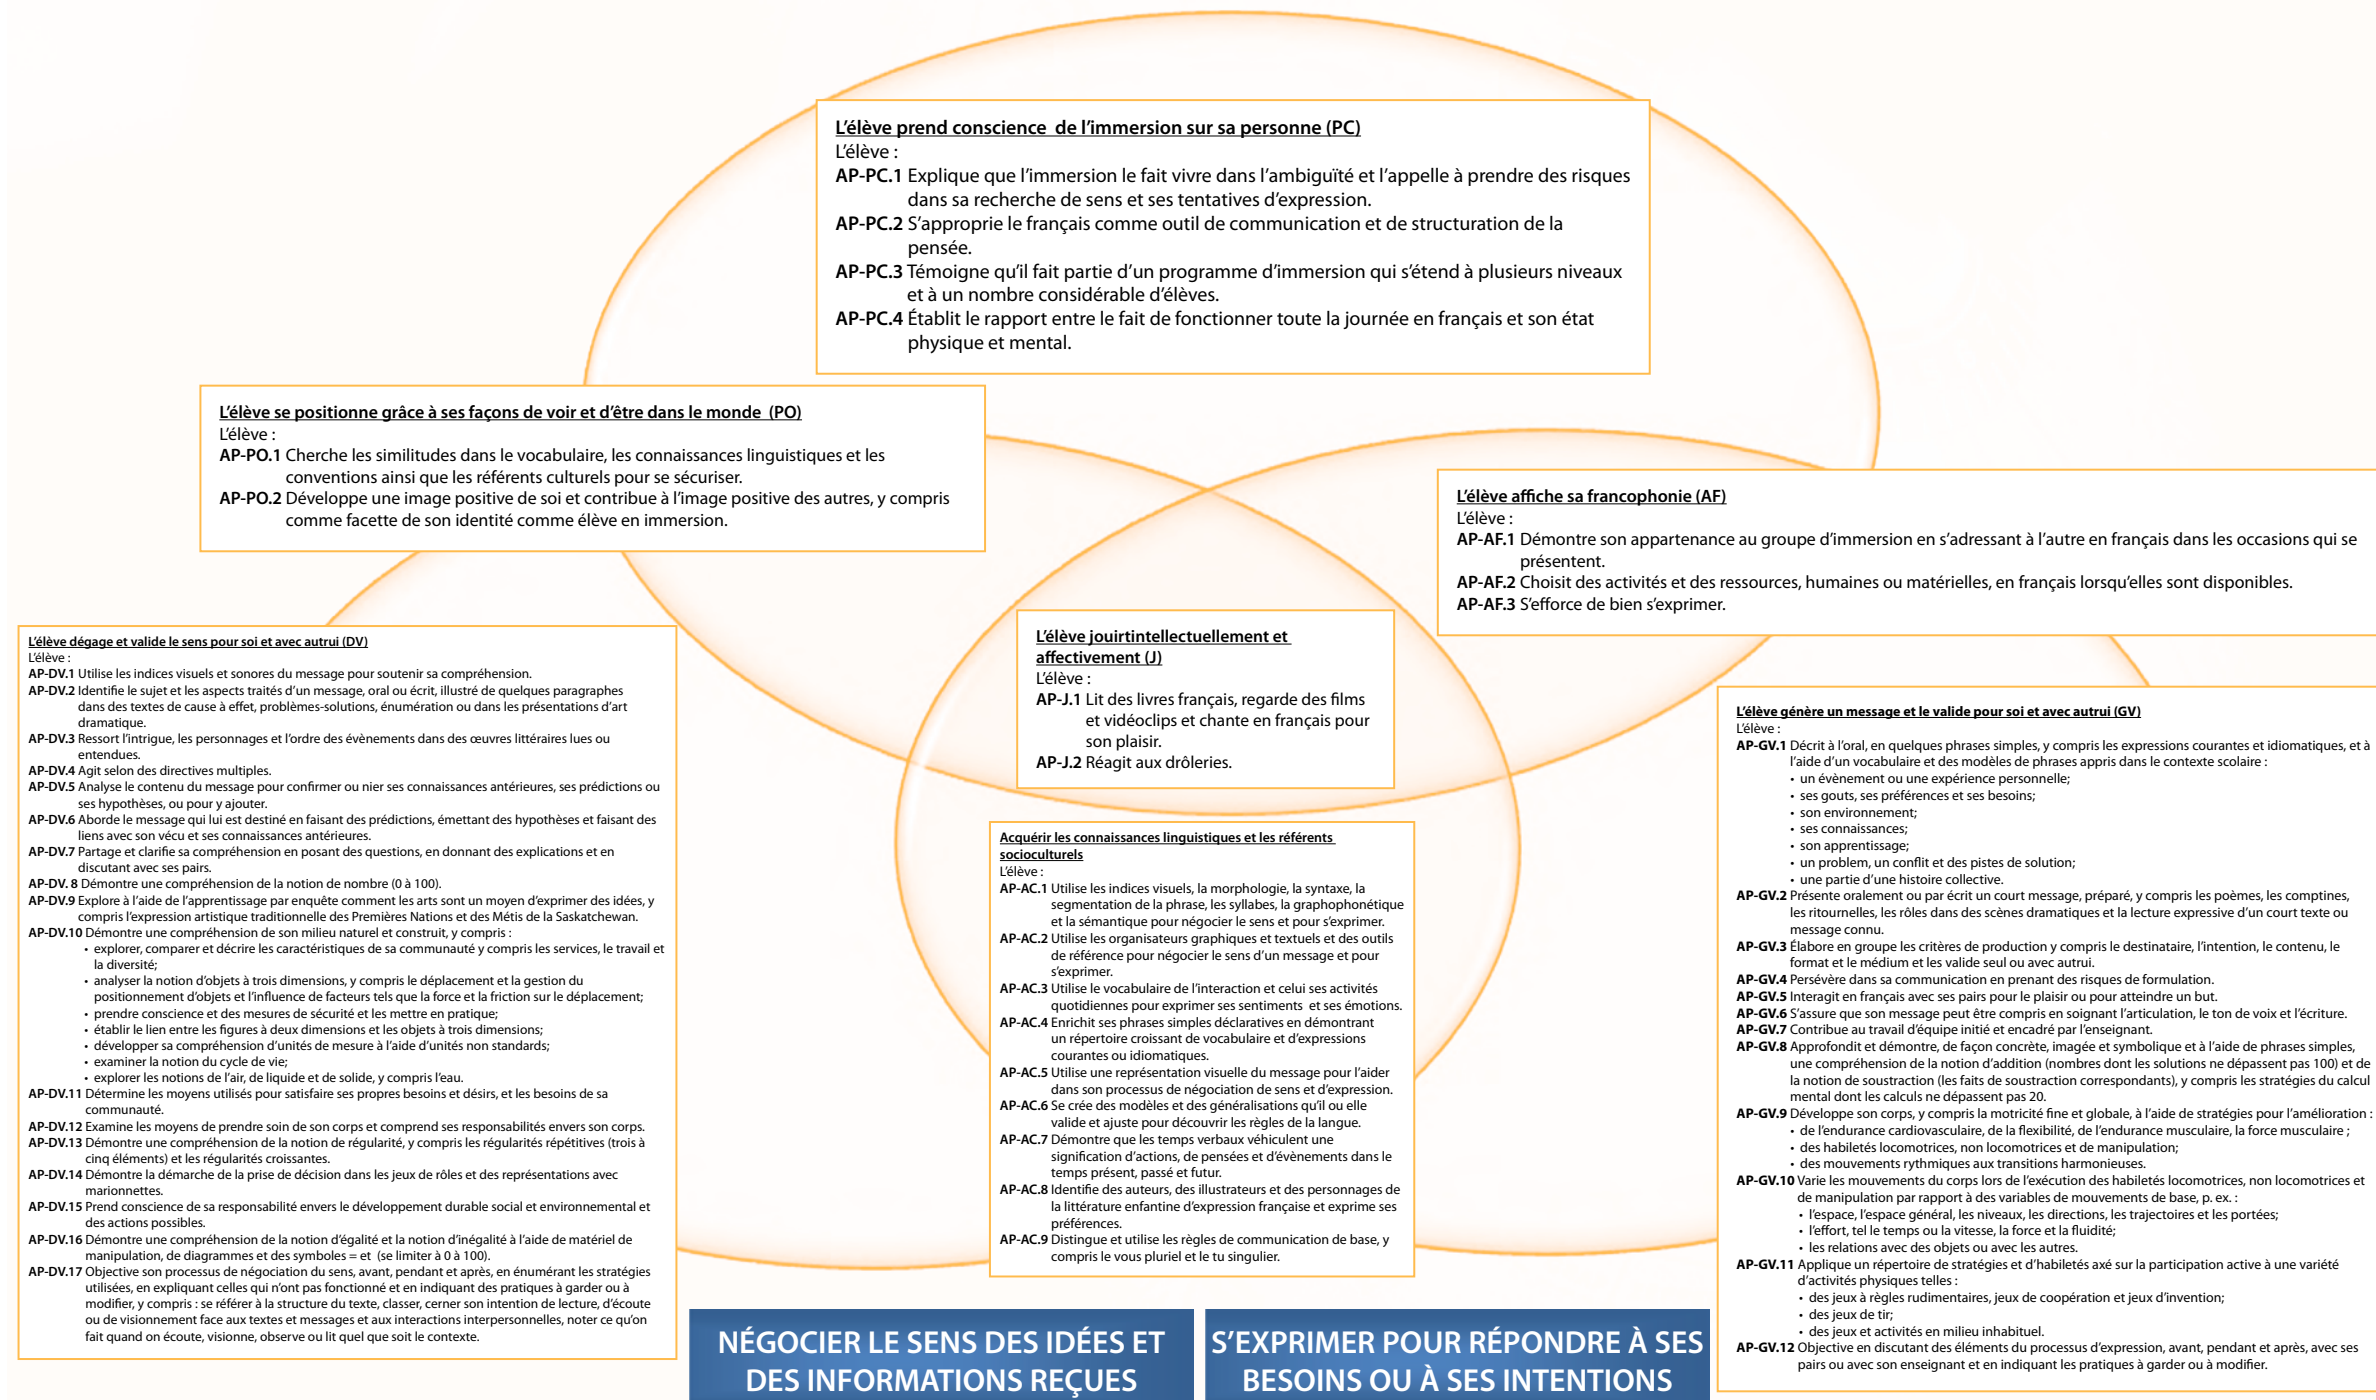 L'élève prend conscience  de l'immersion sur sa personne (PC)
L'élève :
AP-PC.1 Explique que l'immersion le fait vivre dans l'ambiguïté et l'appelle à prendre des risques
dans sa recherche de sens et ses tentatives d'expression.
AP-PC.2 S'approprie le français comme outil de communication et de structuration de la
pensée.
AP-PC.3 Témoigne qu'il fait partie d'un programme d'immersion qui s'étend à plusieurs niveaux
et à un nombre considérable d'élèves.
AP-PC.4 Établit le rapport entre le fait de fonctionner toute la journée en français et son état
physique et mental.
L'élève se positionne grâce à ses façons de voir et d'être dans le monde  (PO)
L'élève :
AP-PO.1 Cherche les similitudes dans le vocabulaire, les connaissances linguistiques et les
conventions ainsi que les référents culturels pour se sécuriser.
AP-PO.2 Développe une image positive de soi et contribue à l'image positive des autres, y compris
comme facette de son identité comme élève en immersion.
L'élève affiche sa francophonie (AF)
L'élève :
AP-AF.1 Démontre son appartenance au groupe d'immersion en s'adressant à l'autre en français dans les occasions qui se
présentent.
AP-AF.2 Choisit des activités et des ressources, humaines ou matérielles, en français lorsqu'elles sont disponibles.
AP-AF.3 S'efforce de bien s'exprimer.
L'élève dégage et valide le sens pour soi et avec autrui (DV)
L'élève :
AP-DV.1 Utilise les indices visuels et sonores du message pour soutenir sa compréhension.
AP-DV.2 Identifie le sujet et les aspects traités d'un message, oral ou écrit, illustré de quelques paragraphes
dans des textes de cause à effet, problèmes-solutions, énumération ou dans les présentations d'art
dramatique.
AP-DV.3 Ressort l'intrigue, les personnages et l'ordre des évènements dans des œuvres littéraires lues ou
entendues.
AP-DV.4 Agit selon des directives multiples.
AP-DV.5 Analyse le contenu du message pour confirmer ou nier ses connaissances antérieures, ses prédictions ou
ses hypothèses, ou pour y ajouter.
AP-DV.6 Aborde le message qui lui est destiné en faisant des prédictions, émettant des hypothèses et faisant des
liens avec son vécu et ses connaissances antérieures.
AP-DV.7 Partage et clarifie sa compréhension en posant des questions, en donnant des explications et en
discutant avec ses pairs.
AP-DV. 8 Démontre une compréhension de la notion de nombre (0 à 100).
AP-DV.9 Explore à l'aide de l'apprentissage par enquête comment les arts sont un moyen d'exprimer des idées, y
compris l'expression artistique traditionnelle des Premières Nations et des Métis de la Saskatchewan.
AP-DV.10 Démontre une compréhension de son milieu naturel et construit, y compris :
• explorer, comparer et décrire les caractéristiques de sa communauté y compris les services, le travail et
la diversité;
• analyser la notion d'objets à trois dimensions, y compris le déplacement et la gestion du
positionnement d'objets et l'influence de facteurs tels que la force et la friction sur le déplacement;
• prendre conscience et des mesures de sécurité et les mettre en pratique;
• établir le lien entre les figures à deux dimensions et les objets à trois dimensions;
• développer sa compréhension d'unités de mesure à l'aide d'unités non standards;
• examiner la notion du cycle de vie;
• explorer les notions de l'air, de liquide et de solide, y compris l'eau.
AP-DV.11 Détermine les moyens utilisés pour satisfaire ses propres besoins et désirs, et les besoins de sa
communauté.
AP-DV.12 Examine les moyens de prendre soin de son corps et comprend ses responsabilités envers son corps.
AP-DV.13 Démontre une compréhension de la notion de régularité, y compris les régularités répétitives (trois à
cinq éléments) et les régularités croissantes.
AP-DV.14 Démontre la démarche de la prise de décision dans les jeux de rôles et des représentations avec
marionnettes.
AP-DV.15 Prend conscience de sa responsabilité envers le développement durable social et environnemental et
des actions possibles.
AP-DV.16 Démontre une compréhension de la notion d'égalité et la notion d'inégalité à l'aide de matériel de
manipulation, de diagrammes et des symboles = et  (se limiter à 0 à 100).
AP-DV.17 Objective son processus de négociation du sens, avant, pendant et après, en énumérant les stratégies
utilisées, en expliquant celles qui n'ont pas fonctionné et en indiquant des pratiques à garder ou à
modifier, y compris : se référer à la structure du texte, classer, cerner son intention de lecture, d'écoute
ou de visionnement face aux textes et messages et aux interactions interpersonnelles, noter ce qu'on
fait quand on écoute, visionne, observe ou lit quel que soit le contexte.
L'élève jouirtintellectuellement et
affectivement (J)
L'élève :
AP-J.1 Lit des livres français, regarde des films
et vidéoclips et chante en français pour
son plaisir.
AP-J.2 Réagit aux drôleries.
Acquérir les connaissances linguistiques et les référents
socioculturels
L'élève :
AP-AC.1 Utilise les indices visuels, la morphologie, la syntaxe, la
segmentation de la phrase, les syllabes, la graphophonétique
et la sémantique pour négocier le sens et pour s'exprimer.
AP-AC.2 Utilise les organisateurs graphiques et textuels et des outils
de référence pour négocier le sens d'un message et pour
s'exprimer.
AP-AC.3 Utilise le vocabulaire de l'interaction et celui ses activités
quotidiennes pour exprimer ses sentiments  et ses émotions.
AP-AC.4 Enrichit ses phrases simples déclaratives en démontrant
un répertoire croissant de vocabulaire et d'expressions
courantes ou idiomatiques.
AP-AC.5 Utilise une représentation visuelle du message pour l'aider
dans son processus de négociation de sens et d'expression.
AP-AC.6 Se crée des modèles et des généralisations qu'il ou elle
valide et ajuste pour découvrir les règles de la langue.
AP-AC.7 Démontre que les temps verbaux véhiculent une
signification d'actions, de pensées et d'évènements dans le
temps présent, passé et futur.
AP-AC.8 Identifie des auteurs, des illustrateurs et des personnages de
la littérature enfantine d'expression française et exprime ses
préférences.
AP-AC.9 Distingue et utilise les règles de communication de base, y
compris le vous pluriel et le tu singulier.
L'élève génère un message et le valide pour soi et avec autrui (GV)
L'élève :
AP-GV.1 Décrit à l'oral, en quelques phrases simples, y compris les expressions courantes et idiomatiques, et à
l'aide d'un vocabulaire et des modèles de phrases appris dans le contexte scolaire :
• un évènement ou une expérience personnelle;
• ses gouts, ses préférences et ses besoins;
• son environnement;
• ses connaissances;
• son apprentissage;
• un problem, un conflit et des pistes de solution;
• une partie d'une histoire collective.
AP-GV.2 Présente oralement ou par écrit un court message, préparé, y compris les poèmes, les comptines,
les ritournelles, les rôles dans des scènes dramatiques et la lecture expressive d'un court texte ou
message connu.
AP-GV.3 Élabore en groupe les critères de production y compris le destinataire, l'intention, le contenu, le
format et le médium et les valide seul ou avec autrui.
AP-GV.4 Persévère dans sa communication en prenant des risques de formulation.
AP-GV.5 Interagit en français avec ses pairs pour le plaisir ou pour atteindre un but.
AP-GV.6 S'assure que son message peut être compris en soignant l'articulation, le ton de voix et l'écriture.
AP-GV.7 Contribue au travail d'équipe initié et encadré par l'enseignant.
AP-GV.8 Approfondit et démontre, de façon concrète, imagée et symbolique et à l'aide de phrases simples,
une compréhension de la notion d'addition (nombres dont les solutions ne dépassent pas 100) et de
la notion de soustraction (les faits de soustraction correspondants), y compris les stratégies du calcul
mental dont les calculs ne dépassent pas 20.
AP-GV.9 Développe son corps, y compris la motricité fine et globale, à l'aide de stratégies pour l'amélioration :
• de l'endurance cardiovasculaire, de la flexibilité, de l'endurance musculaire, la force musculaire ;
• des habiletés locomotrices, non locomotrices et de manipulation;
• des mouvements rythmiques aux transitions harmonieuses.
AP-GV.10 Varie les mouvements du corps lors de l'exécution des habiletés locomotrices, non locomotrices et
de manipulation par rapport à des variables de mouvements de base, p. ex. :
• l'espace, l'espace général, les niveaux, les directions, les trajectoires et les portées;
• l'effort, tel le temps ou la vitesse, la force et la fluidité;
• les relations avec des objets ou avec les autres.
AP-GV.11 Applique un répertoire de stratégies et d'habiletés axé sur la participation active à une variété
d'activités physiques telles :
• des jeux à règles rudimentaires, jeux de coopération et jeux d'invention;
• des jeux de tir;
• des jeux et activités en milieu inhabituel.
AP-GV.12 Objective en discutant des éléments du processus d'expression, avant, pendant et après, avec ses
pairs ou avec son enseignant et en indiquant les pratiques à garder ou à modifier.
NÉGOCIER LE SENS DES IDÉES ET
DES INFORMATIONS REÇUES
S'EXPRIMER POUR RÉPONDRE À SES
BESOINS OU À SES INTENTIONS